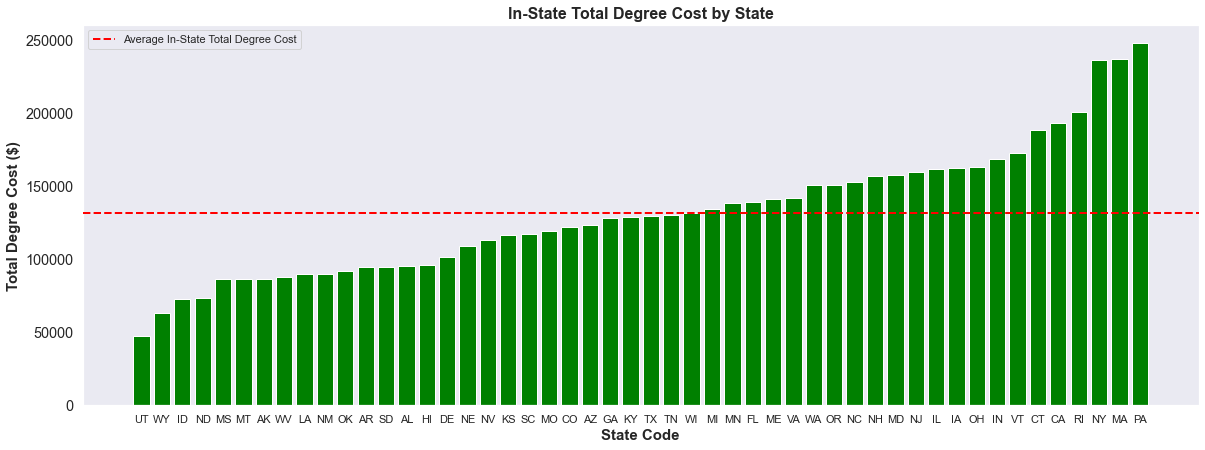 In-State Total Degree Cost by State
Average In-State Total Degree Cost
Total Degree Cost ($)
250000
200000
150000
100000
50000
0
UT WY ID ND MS MT AK WV LA NM OK AR SD AL HI DE NE NV KS SC MO CO AZ GA KY TX TN WI MI MN FL ME VA WA OR NC NH MD NJ IL IA OH IN VT CT CA RI NY MA PA
State Code